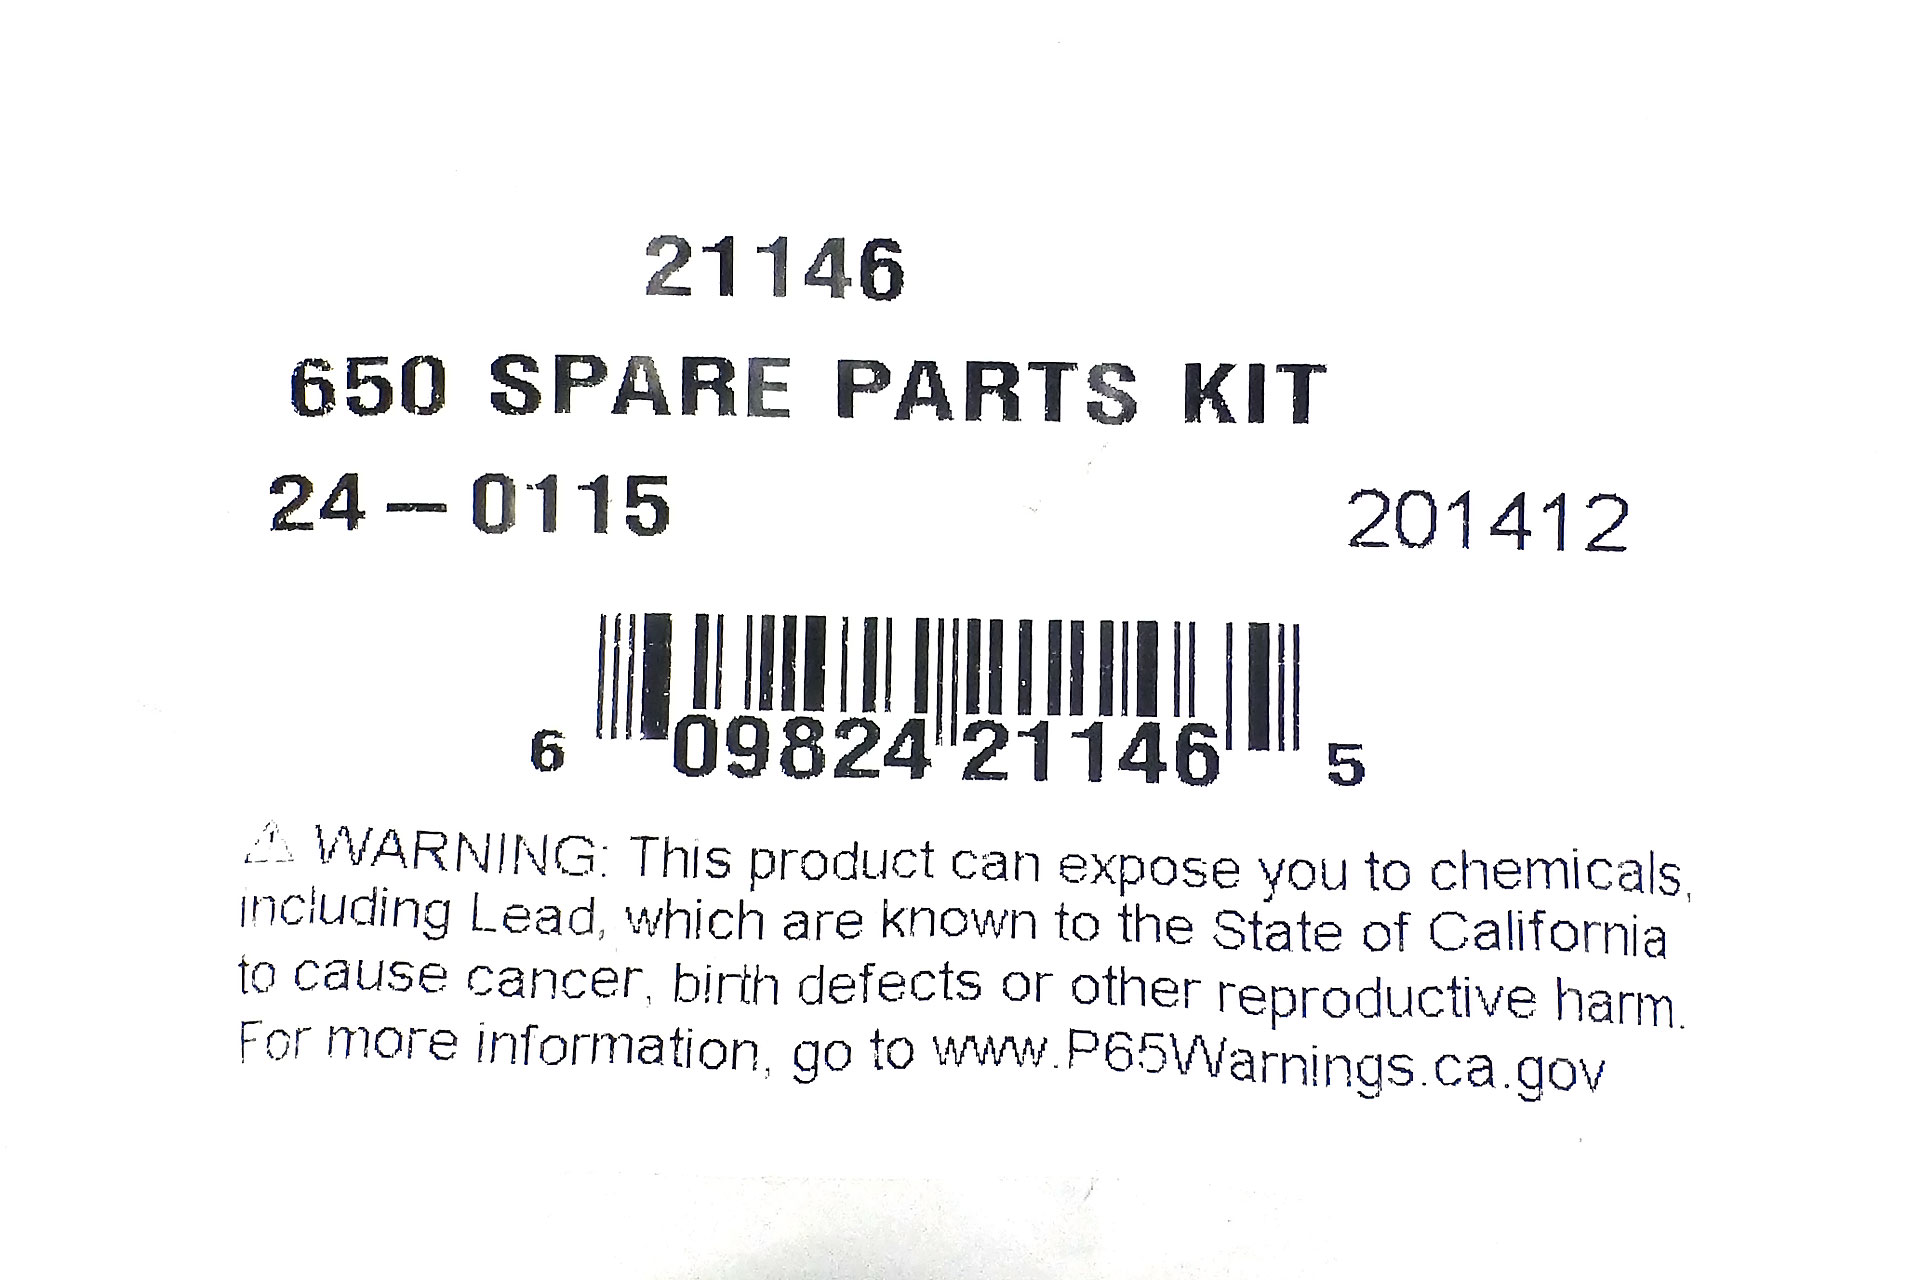 21146
650 SPARE PARTS KIT
24-0115 201412
6 09824 21146 5
⚠ WARNING: This product can expose you to chemicals,
including Lead, which are known to the State of California
to cause cancer, birth defects or other reproductive harm.
For more information, go to www.P65Warnings.ca.gov